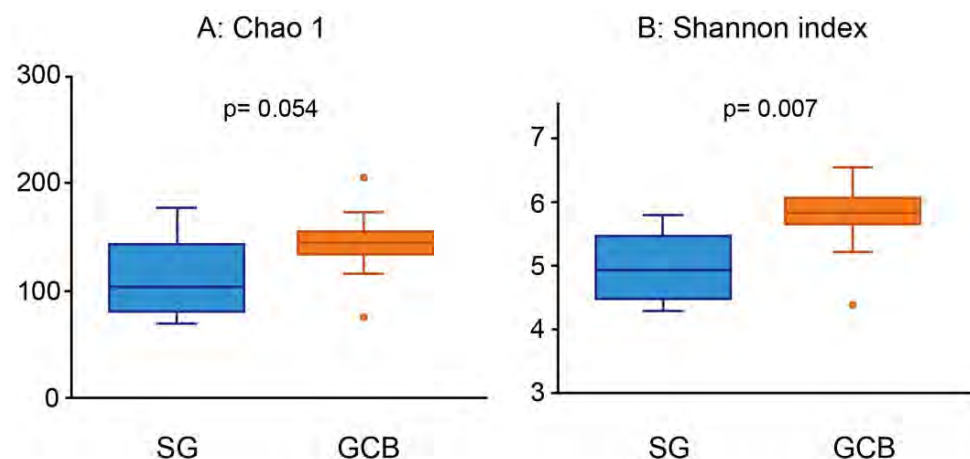 A: Chao 1
300
p= 0.054
200
100
0
SG GCB
B: Shannon index
p= 0.007
7
6
5
4
3
SG GCB